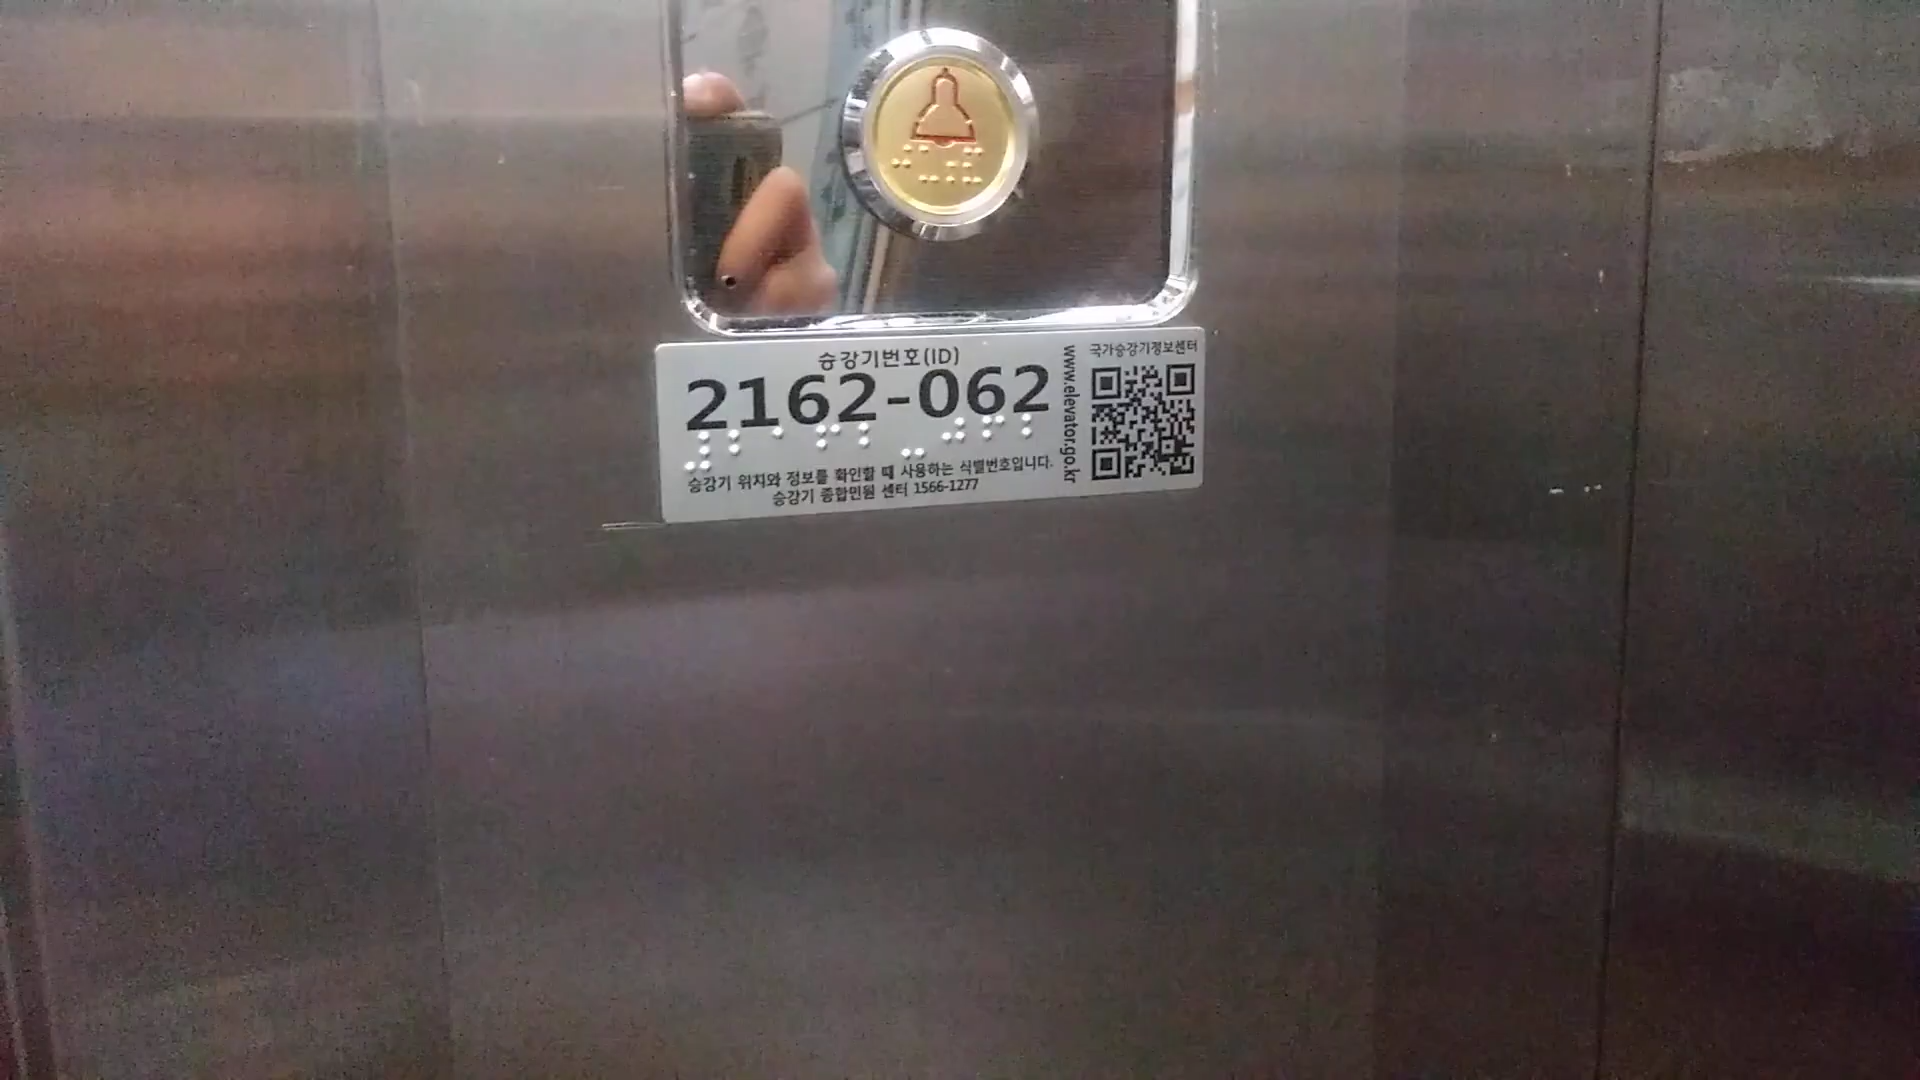 승강기번호(ID)
2162-062
승강기 위치와 정보를 확인할 때 사용하는 식별번호입니다.
승강기 종합민원 센터 1566-1277
www.elevator.go.kr
국가승강기정보센터